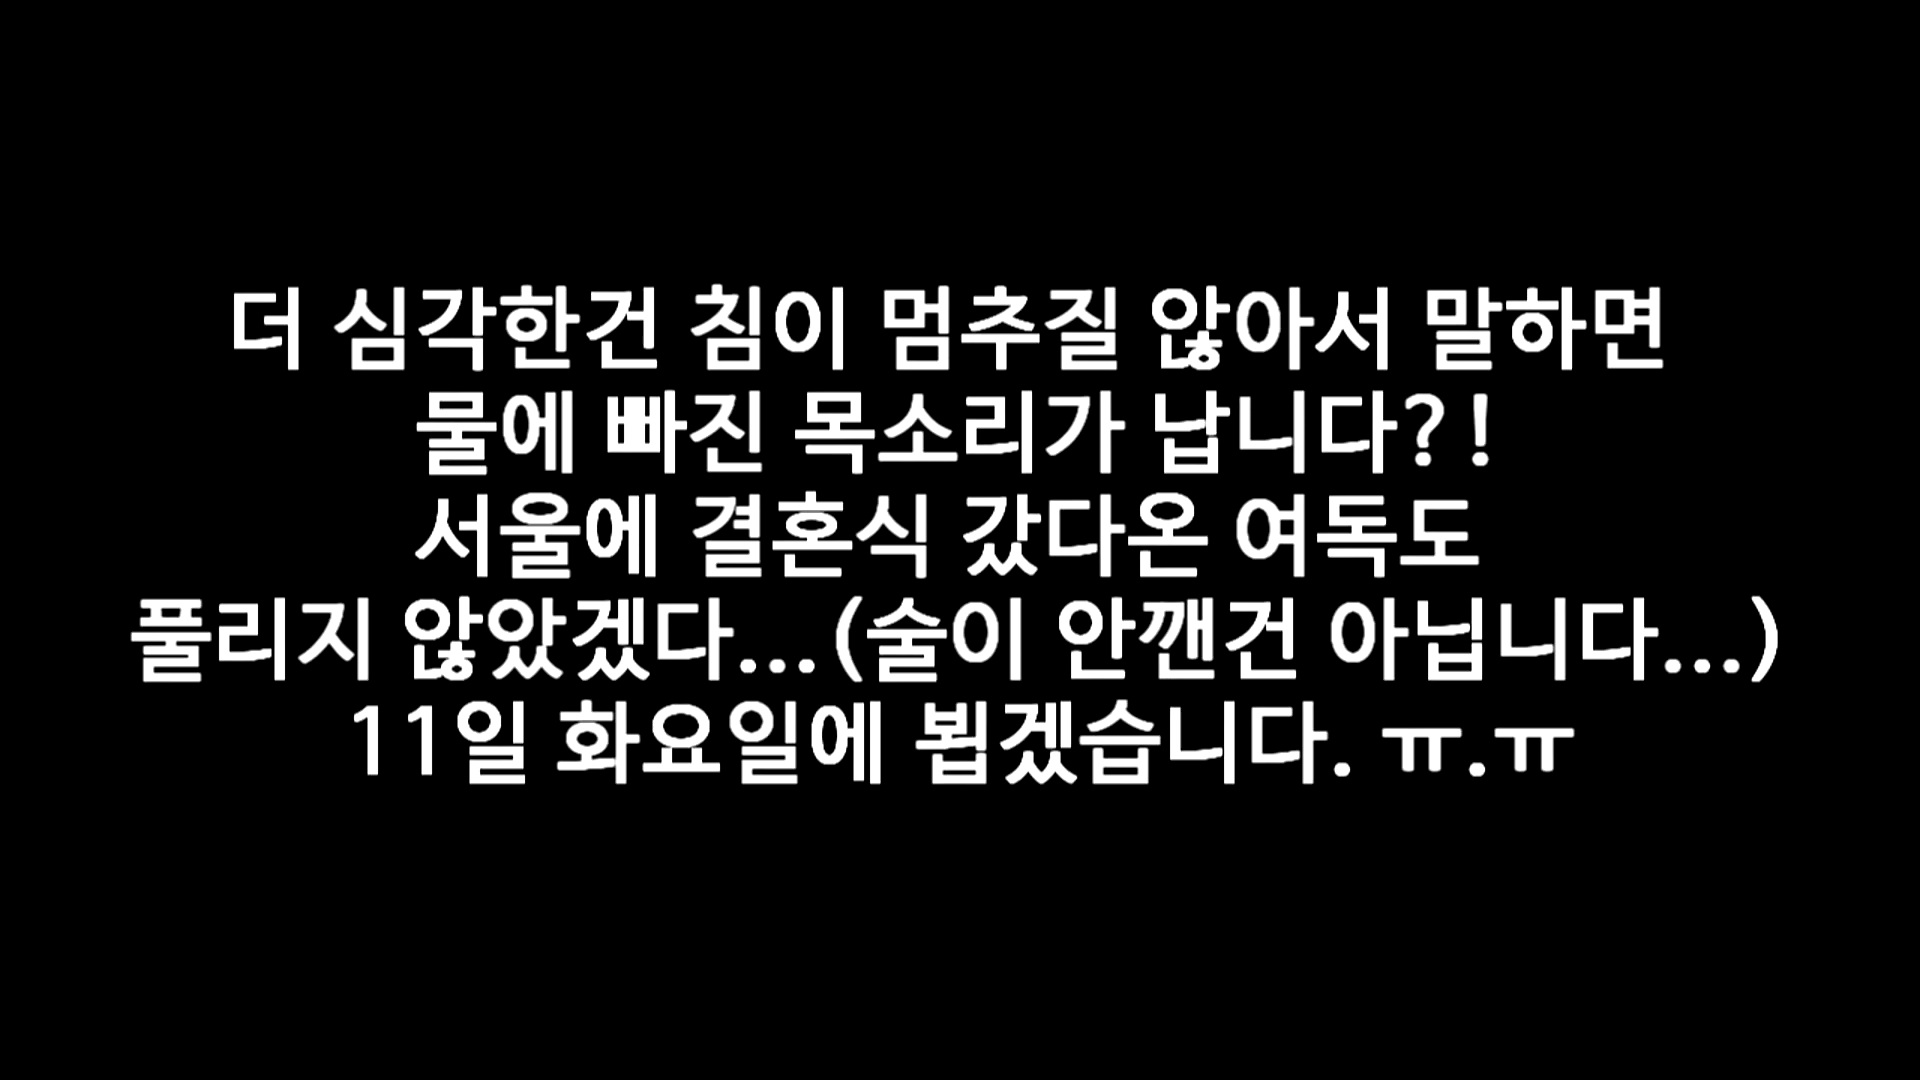 더 심각한건 침이 멈추질 않아서 말하면
물에 빠진 목소리가 납니다?!
서울에 결혼식 갔다온 여독도
풀리지 않았겠다...(술이 안깬건 아닙니다...)
11일 화요일에 뵙겠습니다. ㅠ.ㅠ